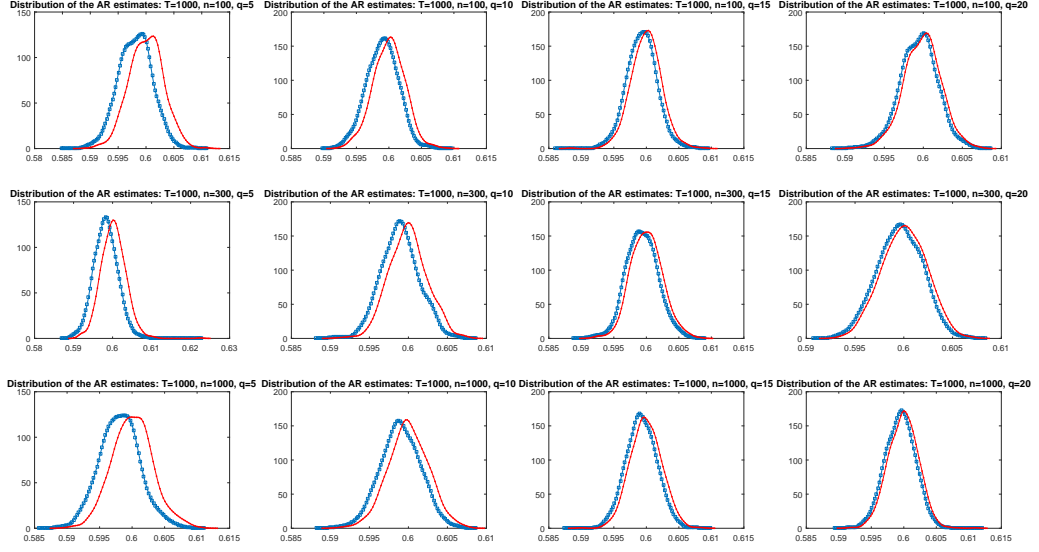 Distribution of the AR estimates: T=1000, n=100, q=5
150
100
50
0
0.58 0.585 0.59 0.595 0.6 0.605 0.61 0.615
Distribution of the AR estimates: T=1000, n=100, q=10
200
150
100
50
0
0.585 0.59 0.595 0.6 0.605 0.61 0.615
Distribution of the AR estimates: T=1000, n=100, q=15
200
150
100
50
0
0.585 0.59 0.595 0.6 0.605 0.61 0.615
Distribution of the AR estimates: T=1000, n=100, q=20
200
150
100
50
0
0.585 0.59 0.595 0.6 0.605 0.61
Distribution of the AR estimates: T=1000, n=300, q=5
150
100
50
0
0.58 0.59 0.6 0.61 0.62 0.63
Distribution of the AR estimates: T=1000, n=300, q=10
200
150
100
50
0
0.585 0.59 0.595 0.6 0.605 0.61
Distribution of the AR estimates: T=1000, n=300, q=15
200
150
100
50
0
0.585 0.59 0.595 0.6 0.605 0.61 0.615
Distribution of the AR estimates: T=1000, n=300, q=20
200
150
100
50
0
0.59 0.595 0.6 0.605 0.61
Distribution of the AR estimates: T=1000, n=1000, q=5
150
100
50
0
0.585 0.59 0.595 0.6 0.605 0.61 0.615
Distribution of the AR estimates: T=1000, n=1000, q=10
200
150
100
50
0
0.585 0.59 0.595 0.6 0.605 0.61
Distribution of the AR estimates: T=1000, n=1000, q=15
200
150
100
50
0
0.585 0.59 0.595 0.6 0.605 0.61 0.615
Distribution of the AR estimates: T=1000, n=1000, q=20
200
150
100
50
0
0.585 0.59 0.595 0.6 0.605 0.61 0.615